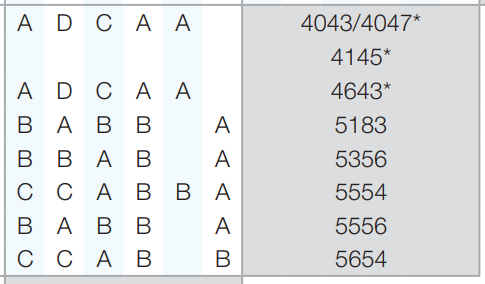 A D C A A 4043/4047*
4145*
A D C A A 4643*
B A B B A 5183
B B A B A 5356
C C A B B A 5554
B A B B A 5556
C C A B B 5654